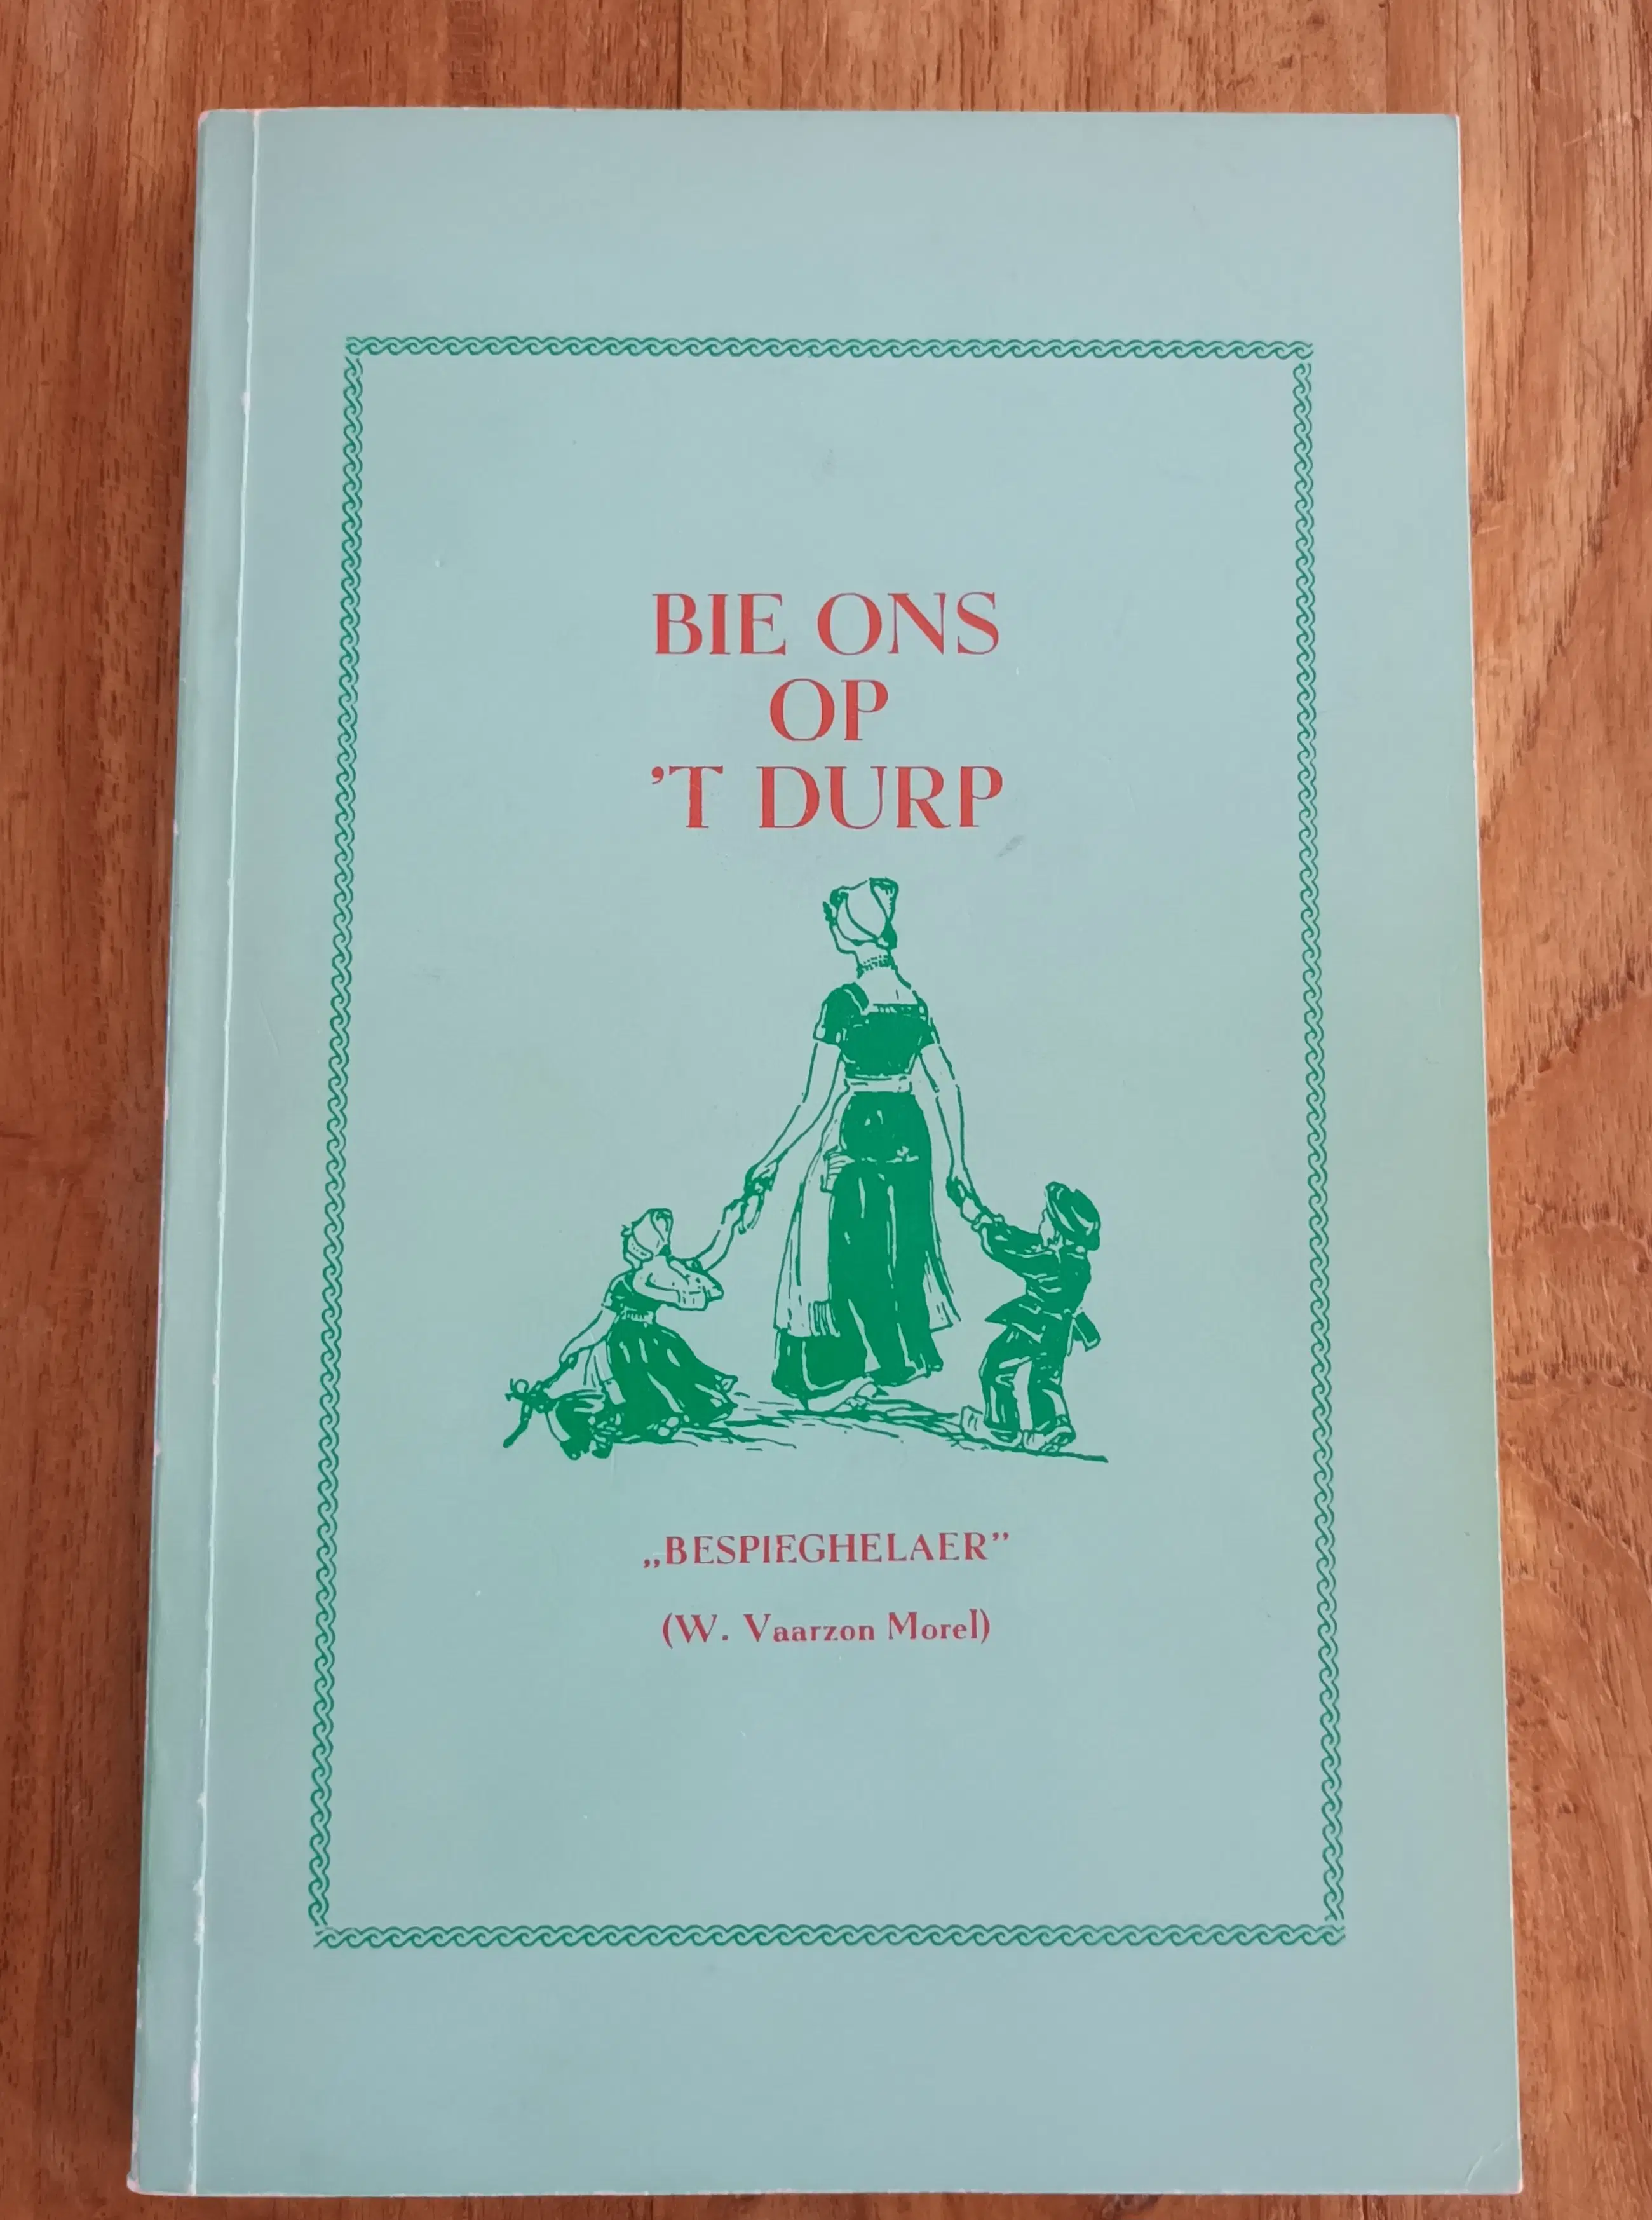 BIE ONS
OP
’T DURP
„BESPIEGHELAER”
(W. Vaarzon Morel)